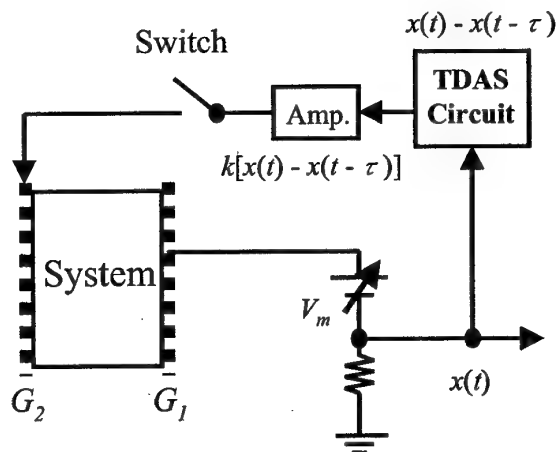 x(t) - x(t - τ)
Switch
TDAS
Circuit
Amp.
k[x(t) - x(t - τ)]
System
V_m
x(t)
G_2
G_1